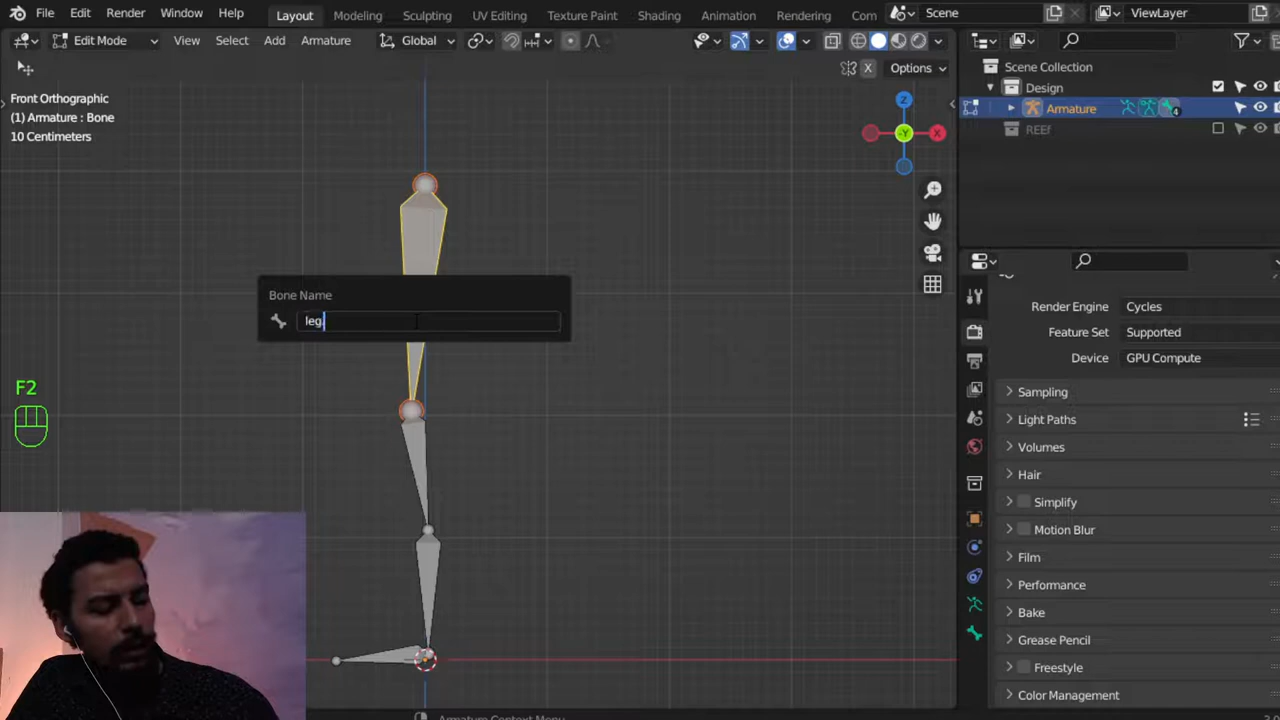 File Edit Render Window Help Layout Modeling Sculpting UV Editing Texture Paint Shading Animation Rendering Com Scene ViewLayer
Edit Mode View Select Add Armature Global
Options
X
Front Orthographic
(1) Armature : Bone
10 Centimeters
Z
-Y
X
Bone Name
leg.
F2
Scene Collection
Design
Armature
4
REEf
Render Engine Cycles
Feature Set Supported
Device GPU Compute
Sampling
Light Paths
Volumes
Hair
Simplify
Motion Blur
Film
Performance
Bake
Grease Pencil
Freestyle
Color Management
Armature Context Menu